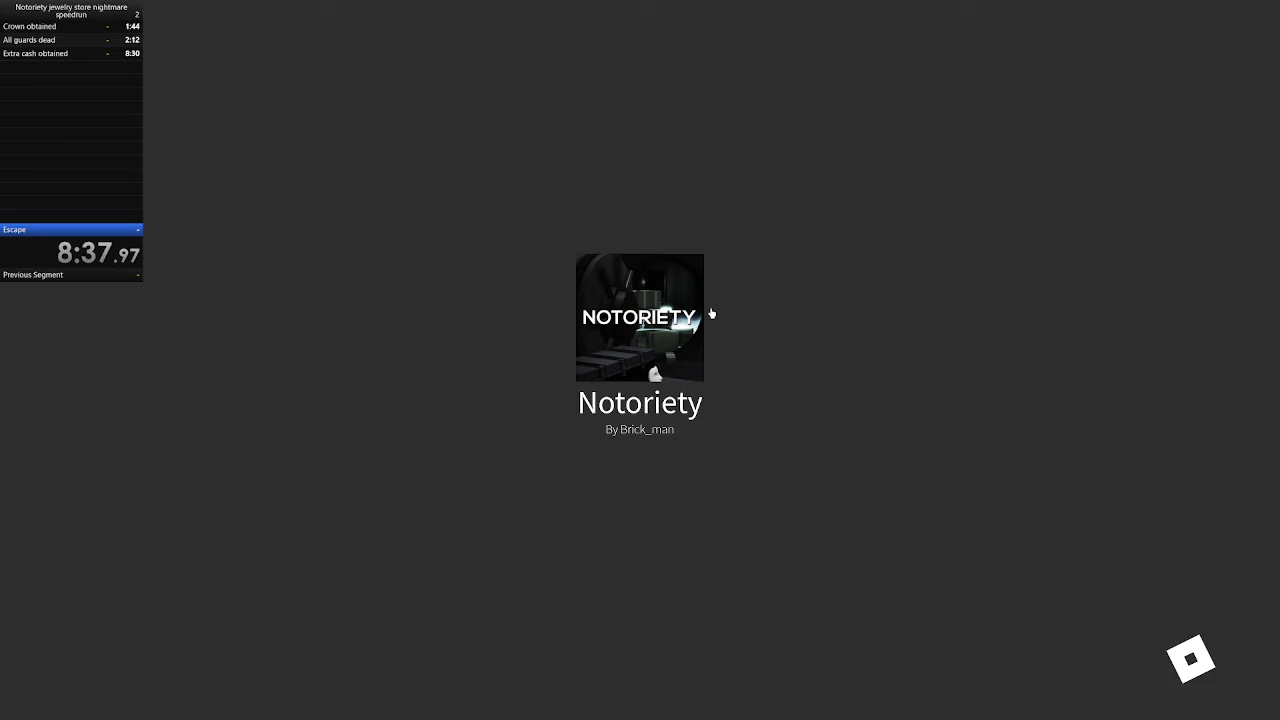 Notoriety jewelry store nightmare
speedrun 2
Crown obtained - 1:44
All guards dead - 2:12
Extra cash obtained - 8:30
Escape -
8:37.97
Previous Segment -
NOTORIETY
Notoriety
By Brick_man